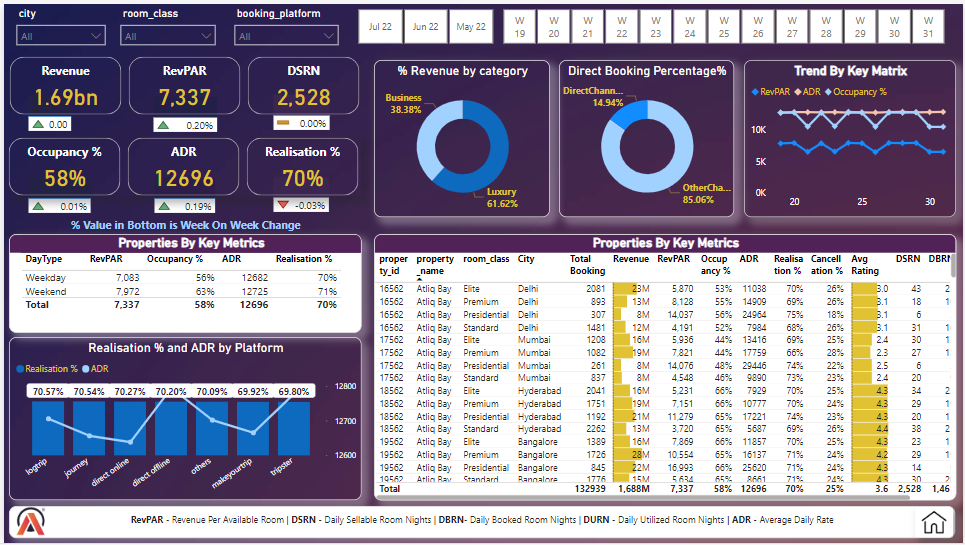 city room_class booking_platform
All All All
Jul 22 Jun 22 May 22
W 19 W 20 W 21 W 22 W 23 W 24 W 25 W 26 W 27 W 28 W 29 W 30 W 31
Revenue RevPAR DSRN
1.69bn 7,337 2,528
0.00 0.20% 0.00%
Occupancy % ADR Realisation %
58% 12696 70%
0.01% 0.19% -0.03%
% Value in Bottom is Week On Week Change
% Revenue by category
Business
38.38%
Luxury
61.62%
Direct Booking Percentage%
DirectChann...
14.94%
OtherCha...
85.06%
Trend By Key Matrix
RevPAR ADR Occupancy %
10K
5K
0K
20 25 30
Properties By Key Metrics
DayType RevPAR Occupancy % ADR Realisation %
Weekday 7,083 56% 12682 70%
Weekend 7,972 63% 12725 71%
Total 7,337 58% 12696 70%
Realisation % and ADR by Platform
Realisation % ADR
70.57% 70.54% 70.27% 70.20% 70.09% 69.92% 69.80%
12800
12700
12600
logtrip journey direct online direct offline others makeyourtrip tripster
Properties By Key Metrics
proper property room_class City Total Revenue RevPAR Occup ADR Realisa Cancell Avg DSRN DBRN
ty_id _name Booking ancy % tion % ation % Rating
16562 Atliq Bay Elite Delhi 2081 23M 5,870 53% 11038 70% 26% 3.0 43 2
16562 Atliq Bay Premium Delhi 893 13M 8,128 55% 14909 69% 26% 3.1 18 1
16562 Atliq Bay Presidential Delhi 307 8M 14,037 56% 24964 75% 18% 3.1 6
16562 Atliq Bay Standard Delhi 1481 12M 4,191 52% 7984 68% 26% 3.1 31 1
17562 Atliq Bay Elite Mumbai 1208 16M 5,936 44% 13416 69% 25% 2.4 30 1
17562 Atliq Bay Premium Mumbai 1082 19M 7,821 44% 17759 66% 28% 2.3 27 1
17562 Atliq Bay Presidential Mumbai 261 8M 14,076 48% 29446 74% 22% 2.5 6
17562 Atliq Bay Standard Mumbai 837 8M 4,548 46% 9890 73% 23% 2.4 20
18562 Atliq Bay Elite Hyderabad 2041 16M 5,231 66% 7929 70% 25% 4.3 34 2
18562 Atliq Bay Premium Hyderabad 1751 19M 7,151 66% 10777 70% 24% 4.3 29 1
18562 Atliq Bay Presidential Hyderabad 1192 21M 11,279 65% 17221 74% 23% 4.3 20 1
18562 Atliq Bay Standard Hyderabad 2262 13M 3,720 65% 5687 69% 26% 4.4 38 2
19562 Atliq Bay Elite Bangalore 1389 16M 7,869 66% 11857 70% 25% 4.3 23 1
19562 Atliq Bay Premium Bangalore 1726 28M 10,554 65% 16137 71% 24% 4.2 29 1
19562 Atliq Bay Presidential Bangalore 845 22M 16,993 66% 25620 71% 24% 4.3 14
19562 Atliq Bay Standard Bangalore 1776 15M 5,634 65% 8661 71% 24% 4.3 30 1
Total 132939 1,688M 7,337 58% 12696 70% 25% 3.6 2,528 1,46
RevPAR - Revenue Per Available Room | DSRN - Daily Sellable Room Nights | DBRN- Daily Booked Room Nights | DURN - Daily Utilized Room Nights | ADR - Average Daily Rate